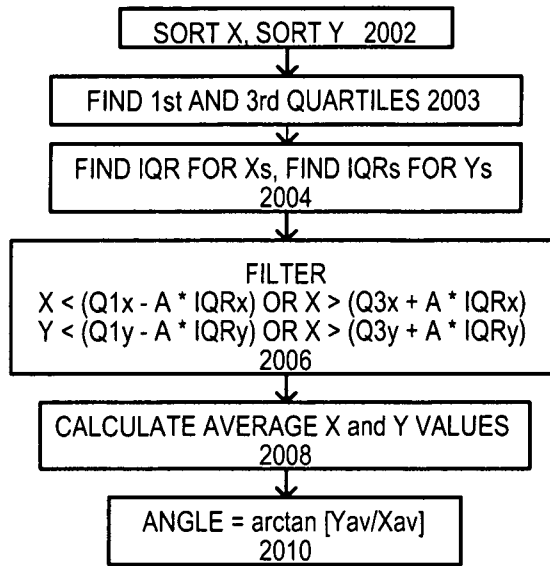 SORT X, SORT Y 2002
FIND 1st AND 3rd QUARTILES 2003
FIND IQR FOR Xs, FIND IQRs FOR Ys
2004
FILTER
X < (Q1x - A * IQRx) OR X > (Q3x + A * IQRx)
Y < (Q1y - A * IQRy) OR X > (Q3y + A * IQRy)
2006
CALCULATE AVERAGE X and Y VALUES
2008
ANGLE = arctan [Yav/Xav]
2010